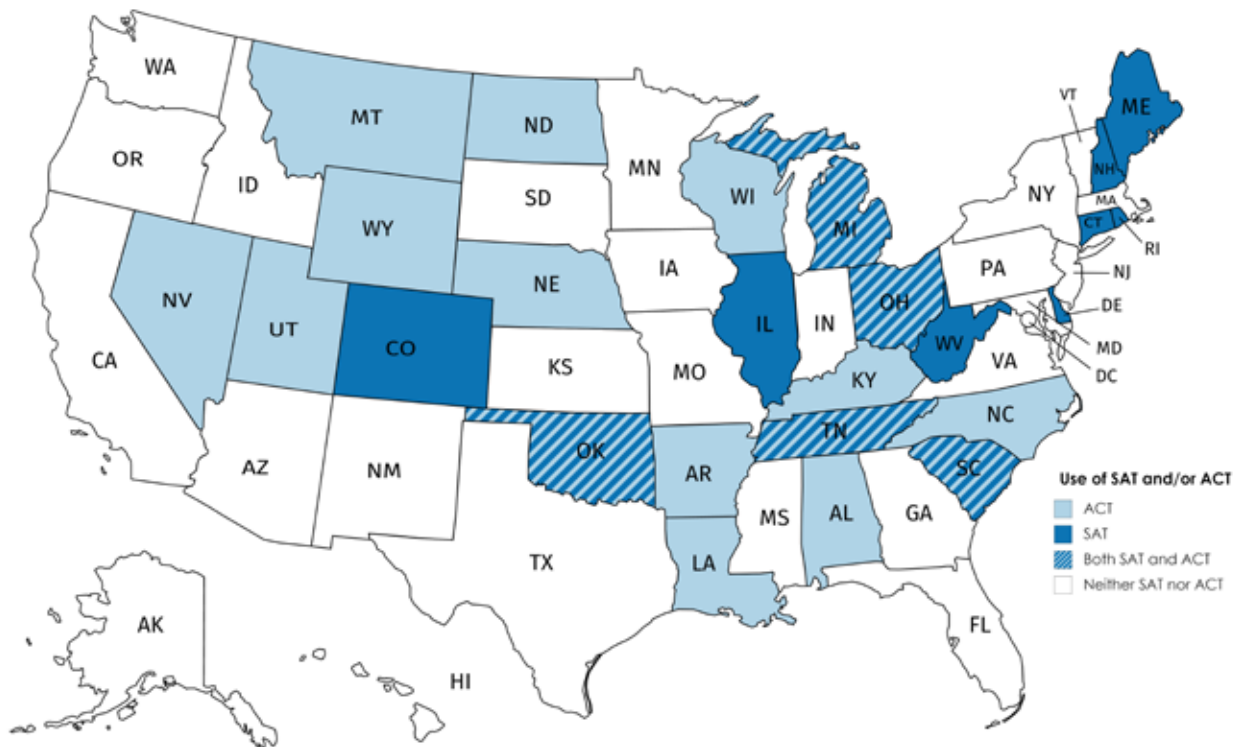 WA
MT
ND
MN
VT
ME
OR
ID
SD
WI
MI
NY
NH
MA
WY
CT
RI
IA
PA
NJ
NV
NE
OH
DE
UT
CO
IL
IN
WV
MD
CA
KS
MO
VA
DC
KY
NC
AZ
NM
OK
AR
TN
SC
MS
AL
GA
TX
LA
AK
HI
FL
Use of SAT and/or ACT
ACT
SAT
Both SAT and ACT
Neither SAT nor ACT